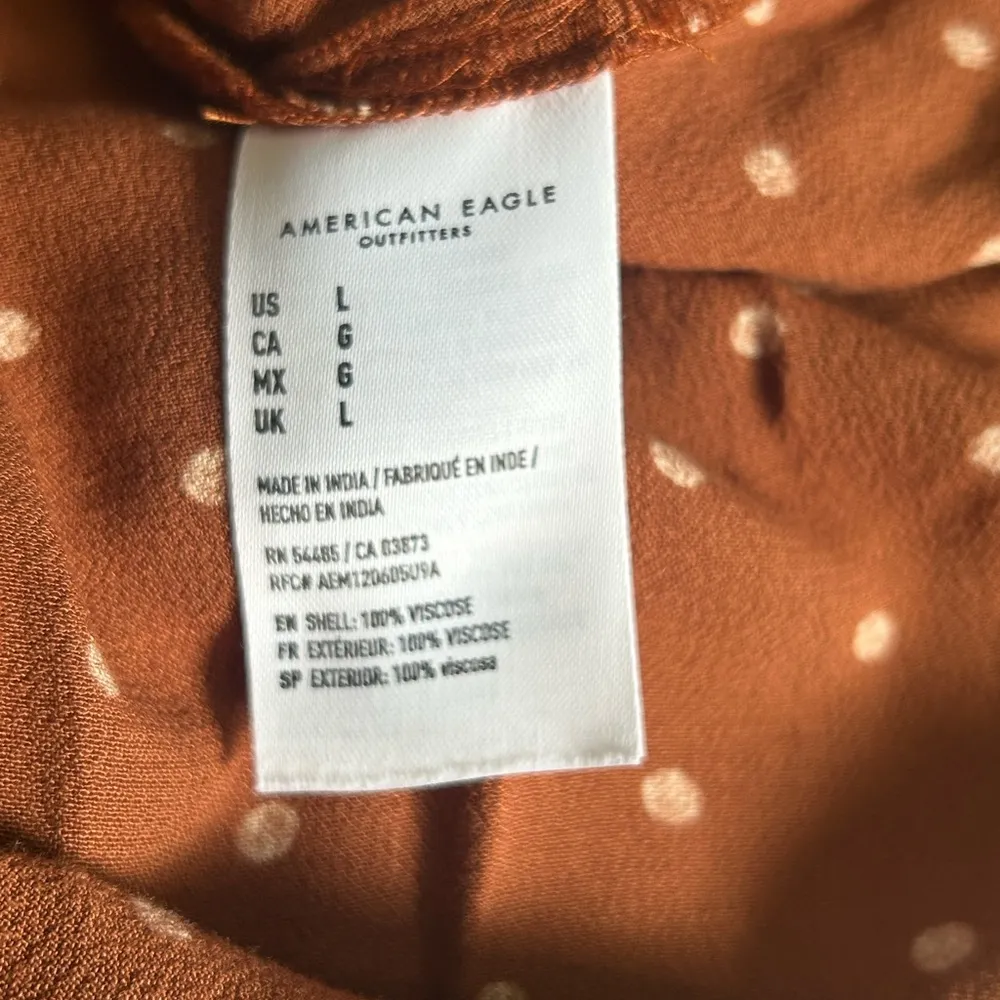 AMERICAN EAGLE
OUTFITTERS
US L
CA G
MX G
UK L
MADE IN INDIA / FABRIQUÉ EN INDE /
HECHO EN INDIA
RN 54485 / CA 03873
RFC# AEM120605U9A
EN SHELL: 100% VISCOSE
FR EXTÉRIEUR: 100% VISCOSE
SP EXTERIOR: 100% viscosa